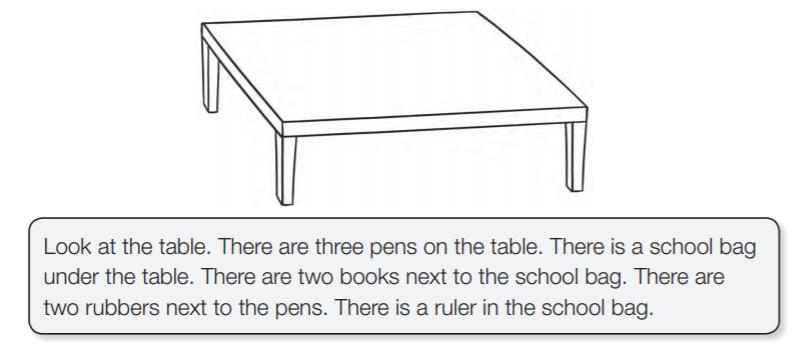 Look at the table. There are three pens on the table. There is a school bag
under the table. There are two books next to the school bag. There are
two rubbers next to the pens. There is a ruler in the school bag.